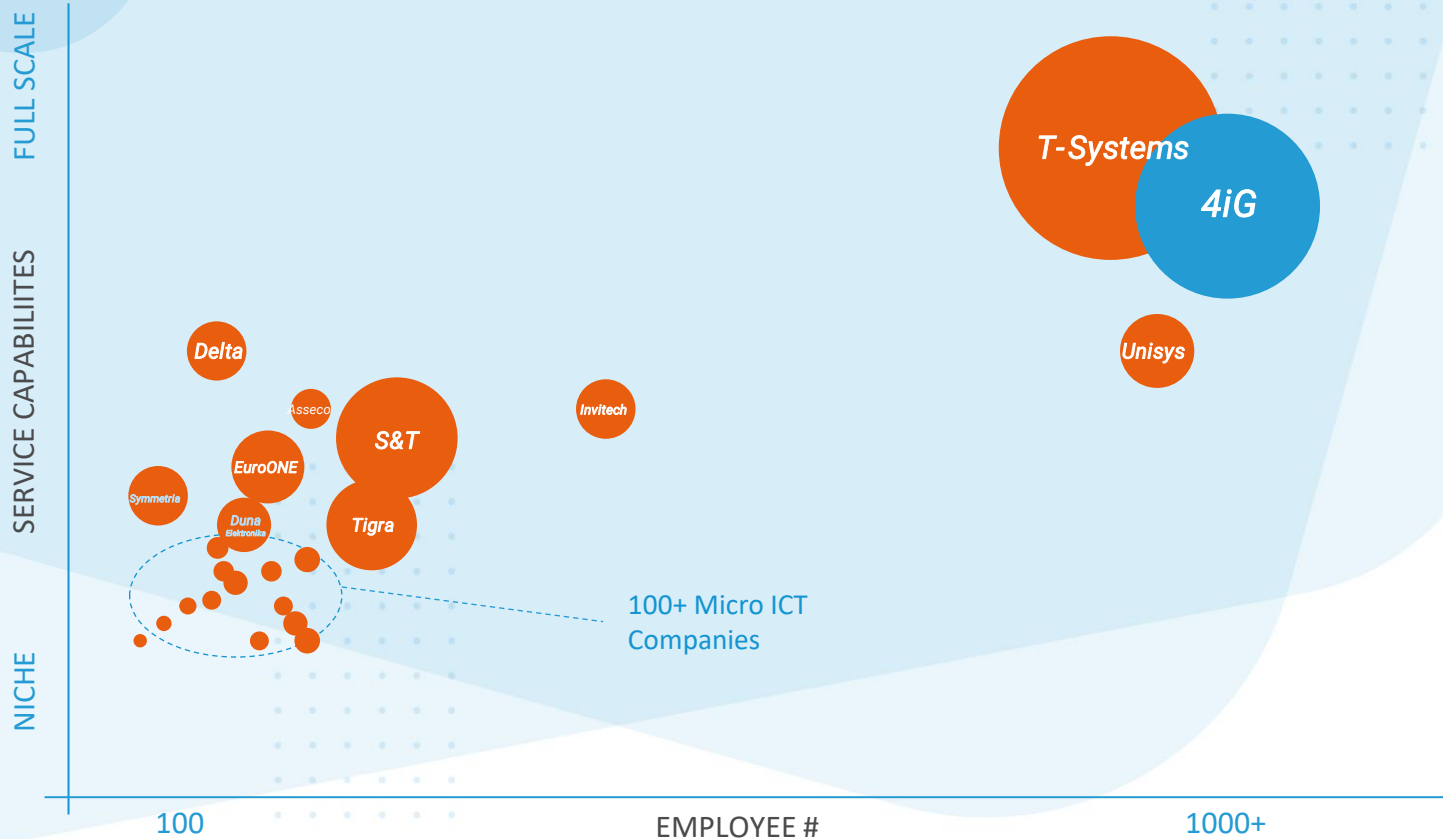 FULL SCALE
SERVICE CAPABILIITES
NICHE
T-Systems
4iG
Delta
Unisys
Asseco
Invitech
S&T
EuroONE
Symmetria
Duna
Elektronika
Tigra
100+ Micro ICT
Companies
100
EMPLOYEE #
1000+